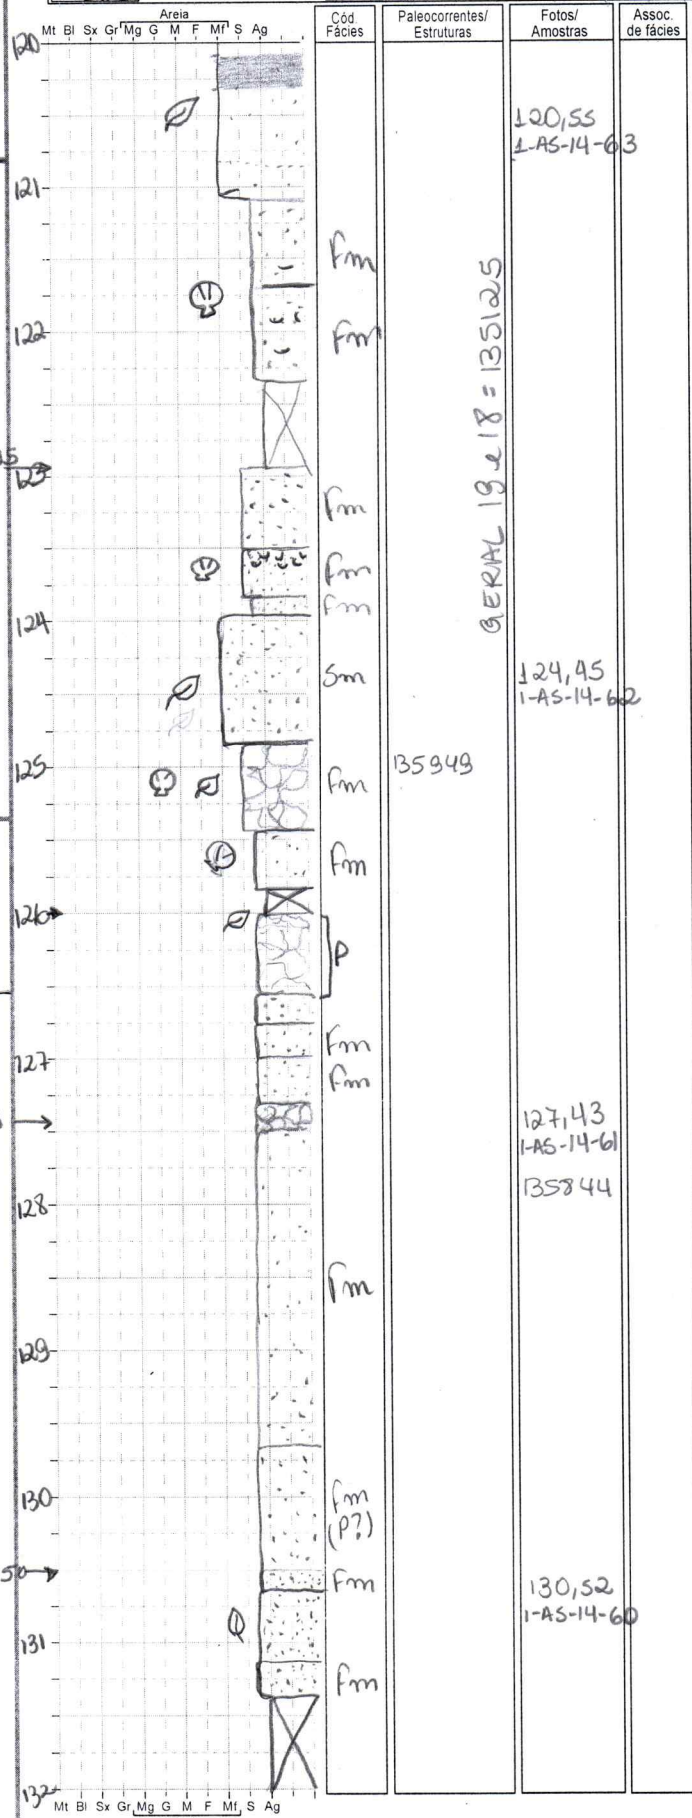 Areia
Mt Bl Sx Gr Mg G M F Mf S Ag
Cód. Fácies
Paleocorrentes/ Estruturas
Fotos/ Amostras
Assoc. de fácies
120
120,55
1-AS-14-63
121
Fm
Fm
122
GERAL 19 e 18 = 135125
123
Fm
Fm
Fm
124
Sm
124,45
1-AS-14-62
125
Fm
135949
Fm
126
P
127
Fm
Fm
127,43
1-AS-14-61
135844
128
Fm
129
130
Fm
(P?)
Fm
130,52
1-AS-14-60
131
Fm
132
Mt Bl Sx Gr Mg G M F Mf S Ag